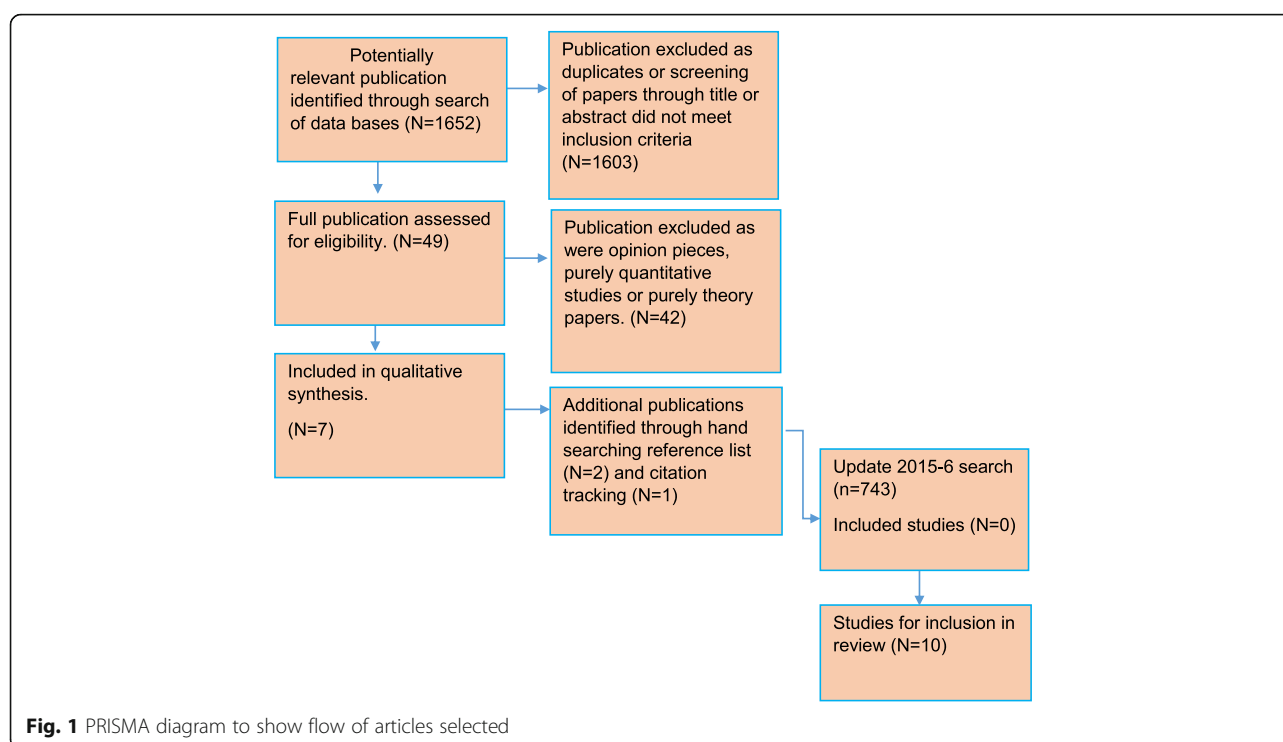 Potentially
relevant publication
identified through search
of data bases (N=1652)
Publication excluded as
duplicates or screening
of papers through title or
abstract did not meet
inclusion criteria
(N=1603)
Full publication assessed
for eligibility. (N=49)
Publication excluded as
were opinion pieces,
purely quantitative
studies or purely theory
papers. (N=42)
Included in qualitative
synthesis.
(N=7)
Additional publications
identified through hand
searching reference list
(N=2) and citation
tracking (N=1)
Update 2015-6 search
(n=743)
Included studies (N=0)
Studies for inclusion in
review (N=10)
Fig. 1 PRISMA diagram to show flow of articles selected